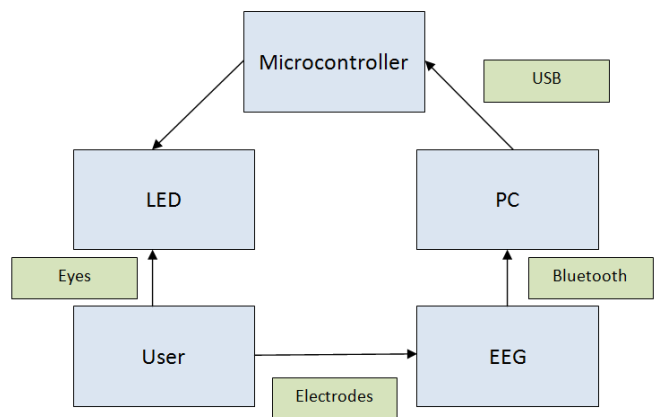 Microcontroller
USB
LED
PC
Eyes
Bluetooth
User
EEG
Electrodes